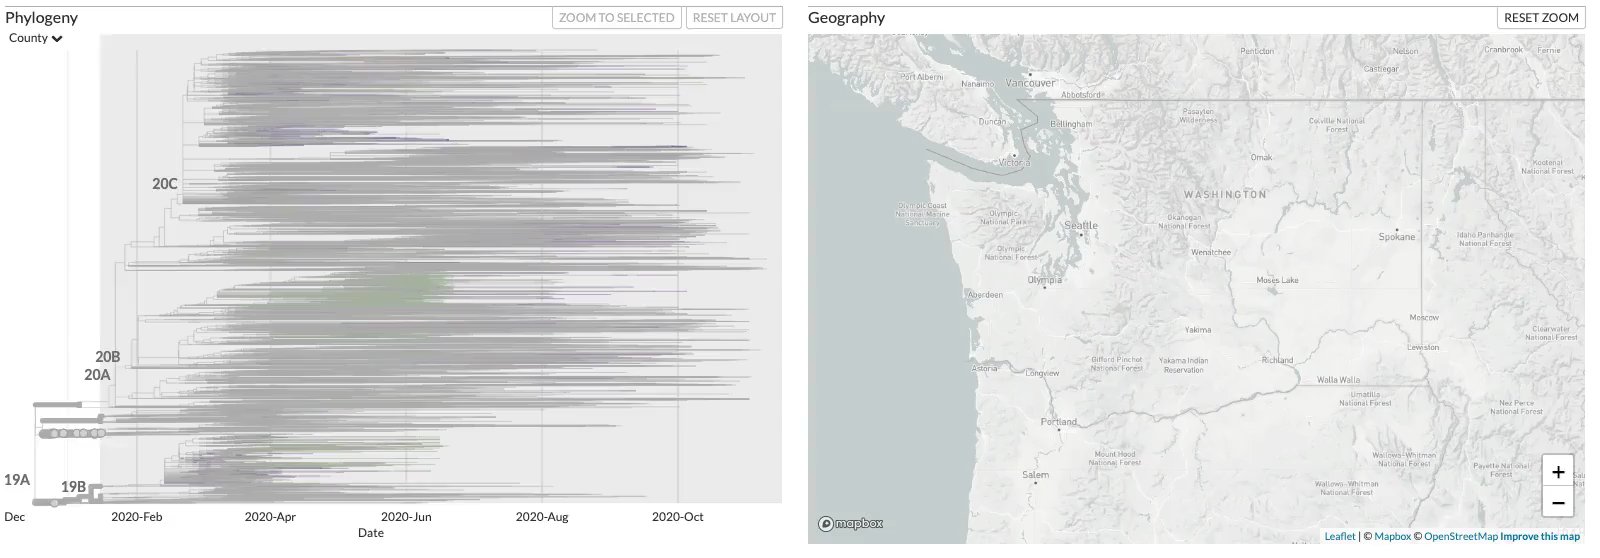 Phylogeny
ZOOM TO SELECTED
RESET LAYOUT
County
20C
20B
20A
19A
19B
Dec
2020-Feb
2020-Apr
2020-Jun
2020-Aug
2020-Oct
Date
Geography
RESET ZOOM
Penticton
Nelson
Cranbrook
Fernie
Castlegar
Port Alberni
Nanaimo
Vancouver
Abbotsford
Duncan
Bellingham
Pasayten
Wilderness
Colville National
Forest
Victoria
Omak
Kootenai
National Forest
WASHINGTON
Olympic Coast
National Marine
Sanctuary
Olympic
National Park
Okanogan
National Forest
Seattle
Spokane
Idaho Panhandle
National Forest
Olympic
National Forest
Wenatchee
Olympia
Moses Lake
Aberdeen
Moscow
Yakima
Clearwater
National Forest
Lewiston
Astoria
Longview
Gifford Pinchot
National Forest
Yakama Indian
Reservation
Richland
Walla Walla
Umatilla
National Forest
Nez Perce
National Forest
Portland
Mount Hood
National Forest
Wallowa-Whitman
National Forest
Payette National
Forest
Salem
Wallowa-Whitman
National Forest
+
−
mapbox
Leaflet | © Mapbox © OpenStreetMap Improve this map